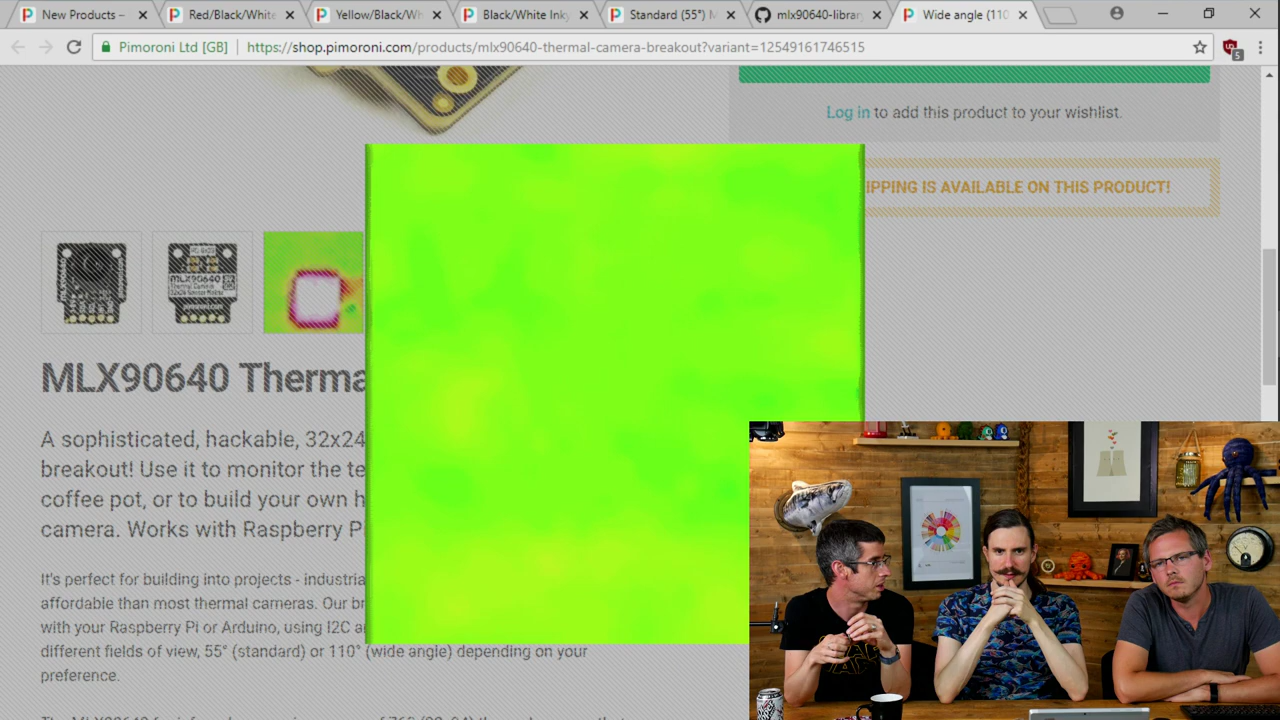 New Products –
Red/Black/White
Yellow/Black/Wh
Black/White Ink
Standard (55°) M
mlx90640-library
Wide angle (110
Pimoroni Ltd [GB]
https://shop.pimoroni.com/products/mlx90640-thermal-camera-breakout?variant=12549161746515
5
Log in to add this product to your wishlist.
IPPING IS AVAILABLE ON THIS PRODUCT!
MLX90640
MLX90640 Therma
A sophisticated, hackable, 32x24
breakout! Use it to monitor the te
coffee pot, or to build your own h
camera. Works with Raspberry Pi
It's perfect for building into projects - industria
affordable than most thermal cameras. Our br
with your Raspberry Pi or Arduino, using I2C a
different fields of view, 55° (standard) or 110° (wide angle) depending on your
preference.